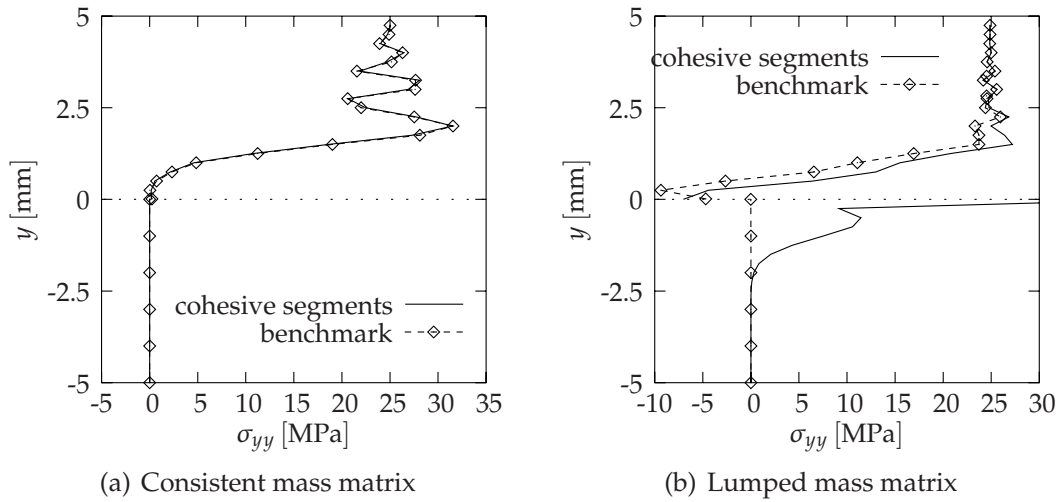 5
2.5
0
-2.5
-5
y [mm]
cohesive segments
benchmark
-5 0 5 10 15 20 25 30 35
σyy [MPa]
(a) Consistent mass matrix
5
2.5
0
-2.5
-5
y [mm]
cohesive segments
benchmark
-10 -5 0 5 10 15 20 25 30
σyy [MPa]
(b) Lumped mass matrix